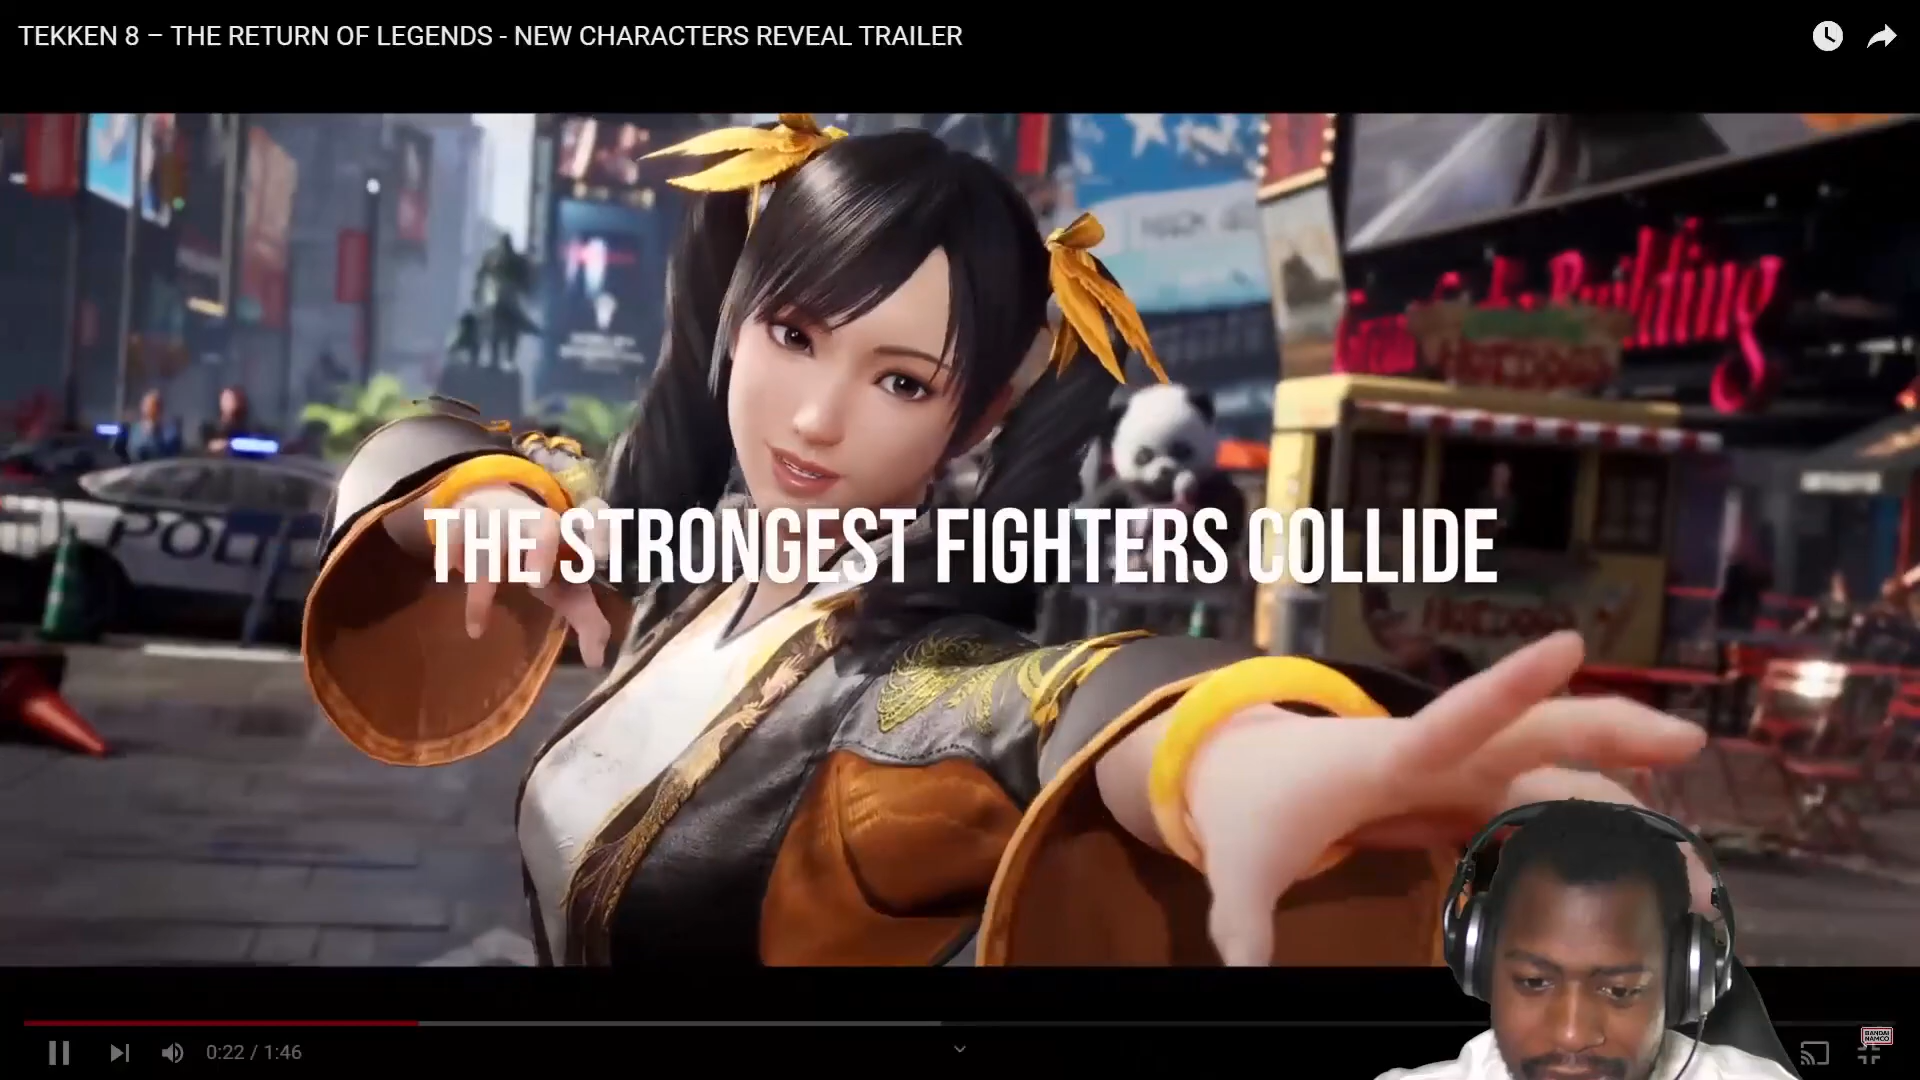 TEKKEN 8 – THE RETURN OF LEGENDS - NEW CHARACTERS REVEAL TRAILER
Building
HOTDOGS
POLI
THE STRONGEST FIGHTERS COLLIDE
0:22 / 1:46
BANDAI
NAMCO